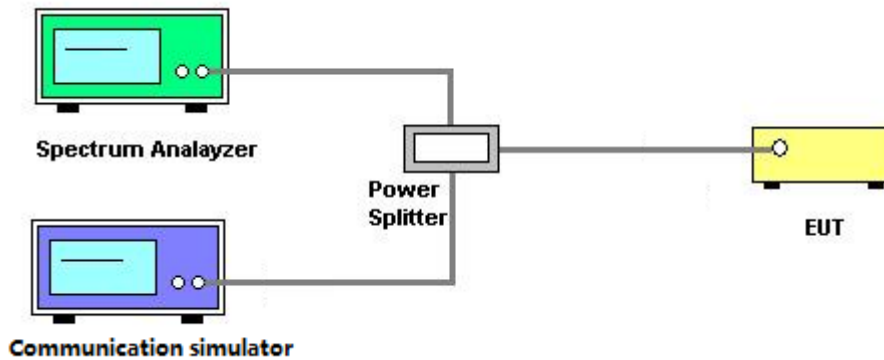 Spectrum Analayzer
Power
Splitter
EUT
Communication simulator